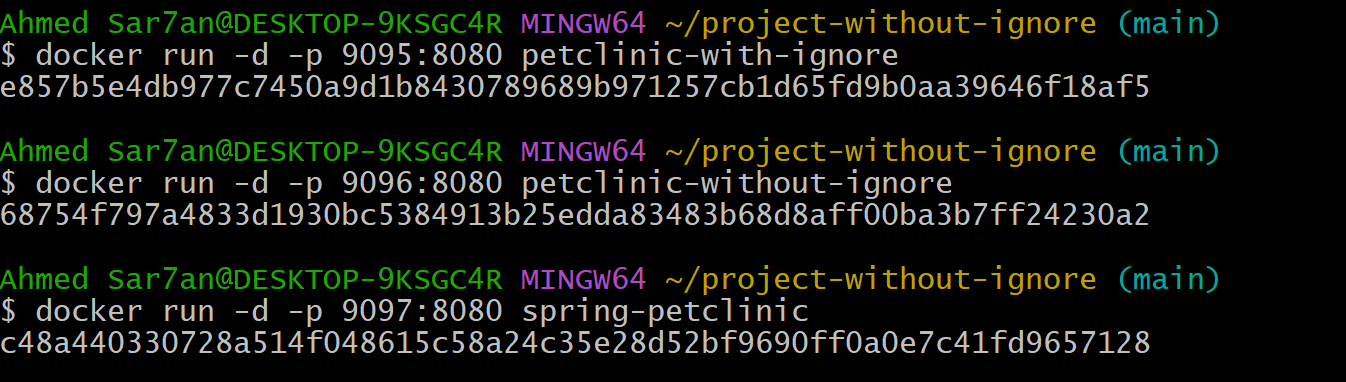 Ahmed Sar7an@DESKTOP-9KSGC4R MINGW64 ~/project-without-ignore (main)
$ docker run -d -p 9095:8080 petclinic-with-ignore
e857b5e4db977c7450a9d1b8430789689b971257cb1d65fd9b0aa39646f18af5
Ahmed Sar7an@DESKTOP-9KSGC4R MINGW64 ~/project-without-ignore (main)
$ docker run -d -p 9096:8080 petclinic-without-ignore
68754f797a4833d1930bc5384913b25edda83483b68d8aff00ba3b7ff24230a2
Ahmed Sar7an@DESKTOP-9KSGC4R MINGW64 ~/project-without-ignore (main)
$ docker run -d -p 9097:8080 spring-petclinic
c48a440330728a514f048615c58a24c35e28d52bf9690ff0a0e7c41fd9657128